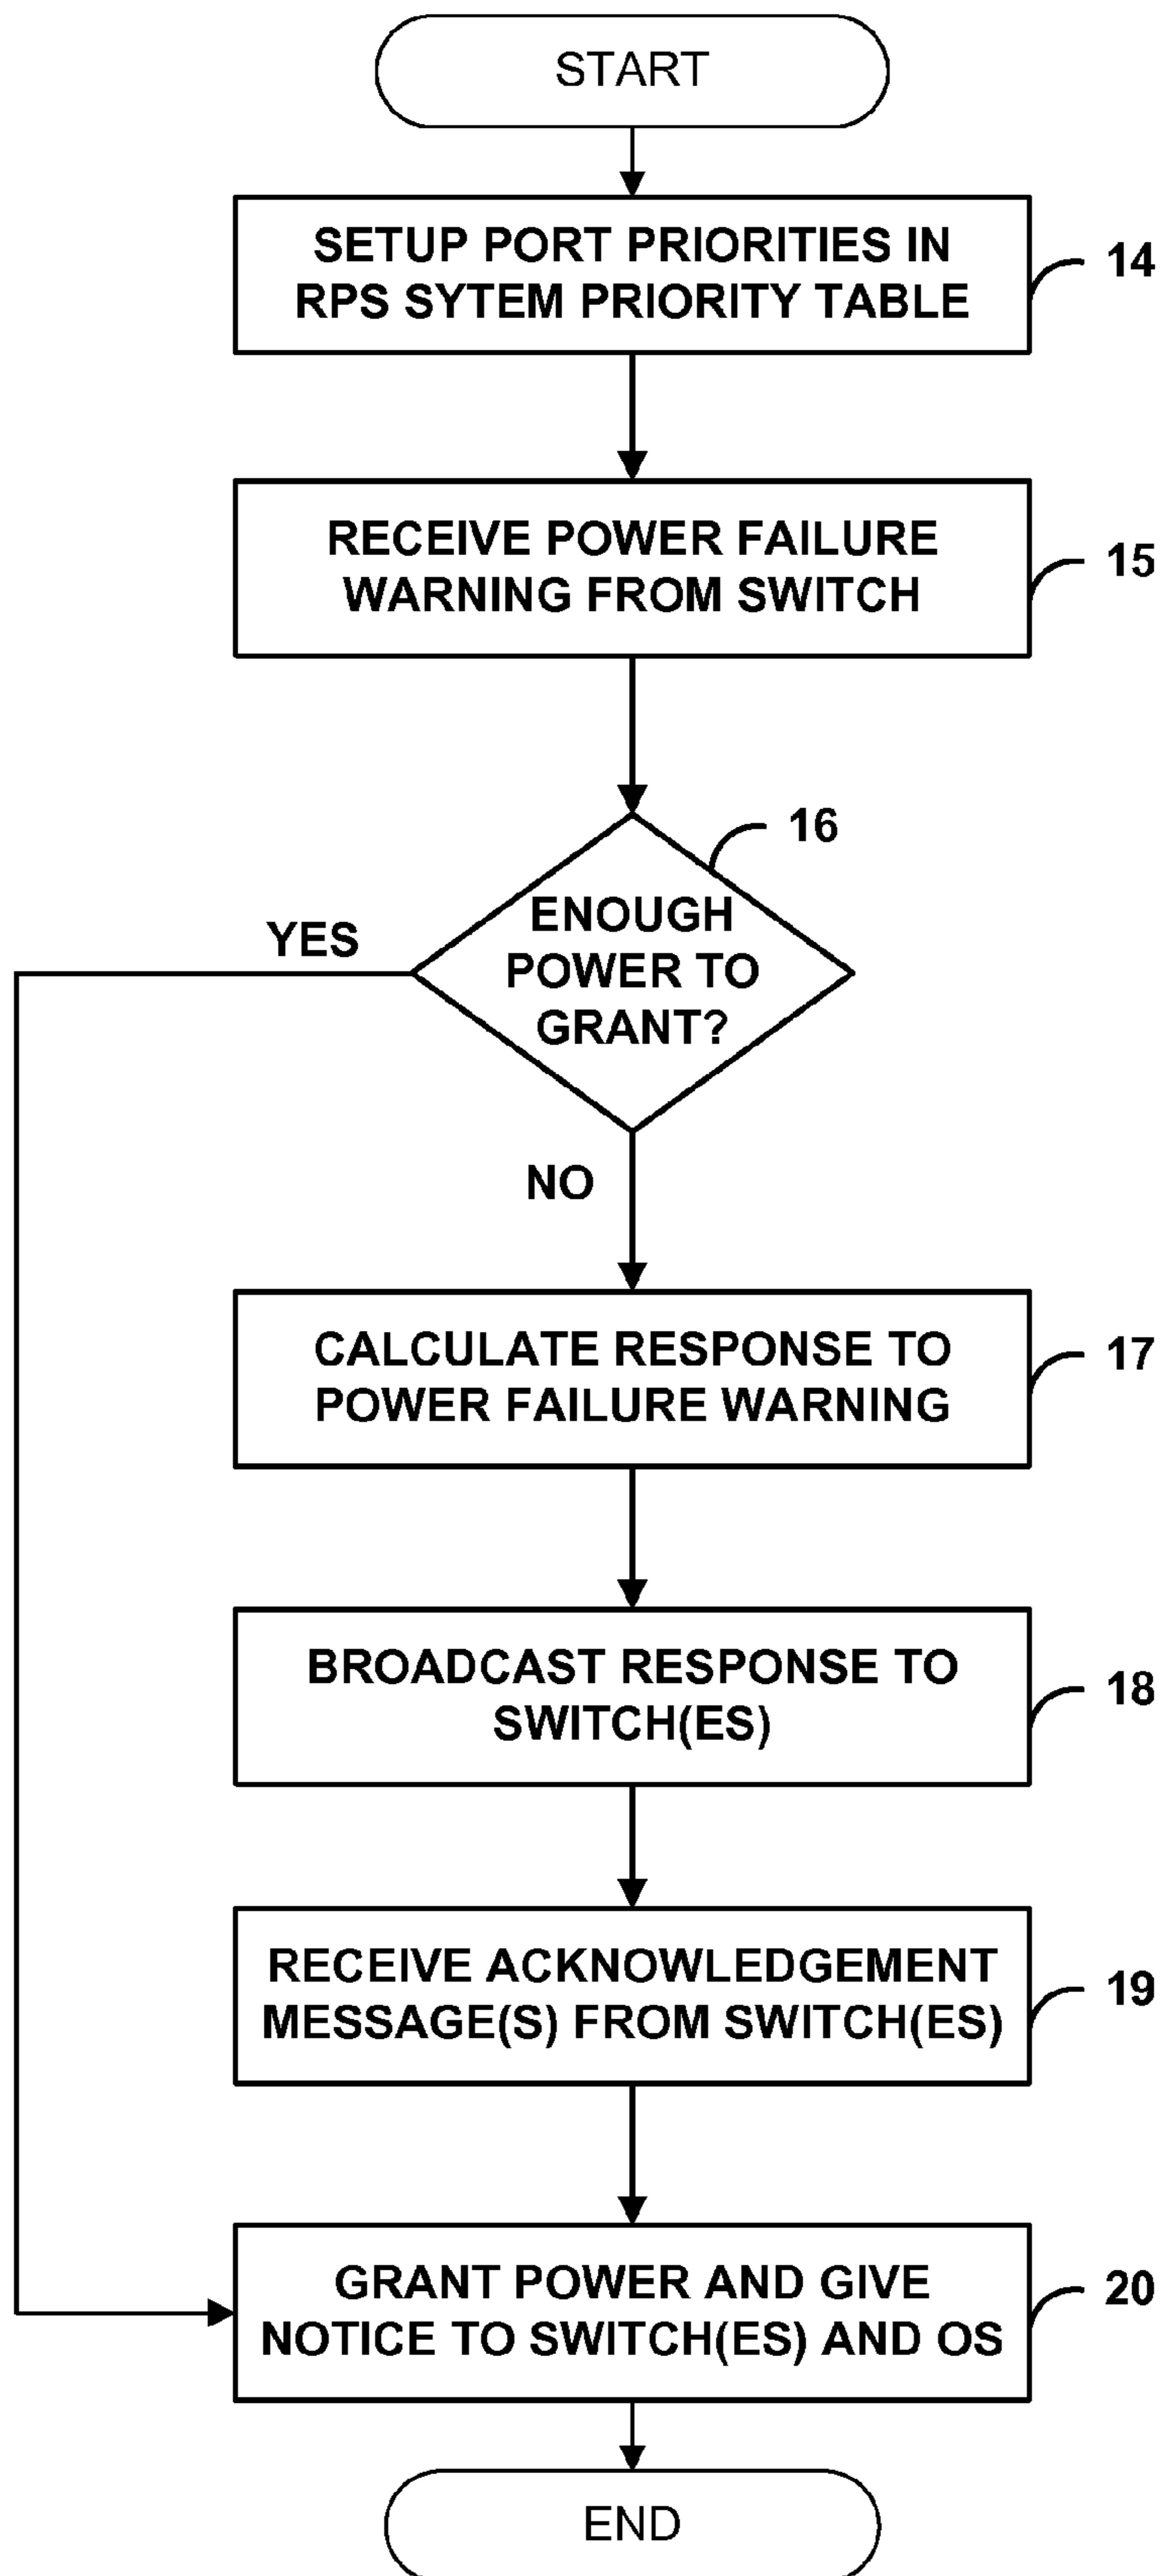 START
SETUP PORT PRIORITIES IN
RPS SYTEM PRIORITY TABLE
14
RECEIVE POWER FAILURE
WARNING FROM SWITCH
15
16
ENOUGH
POWER TO
GRANT?
YES
NO
CALCULATE RESPONSE TO
POWER FAILURE WARNING
17
BROADCAST RESPONSE TO
SWITCH(ES)
18
RECEIVE ACKNOWLEDGEMENT
MESSAGE(S) FROM SWITCH(ES)
19
GRANT POWER AND GIVE
NOTICE TO SWITCH(ES) AND OS
20
END